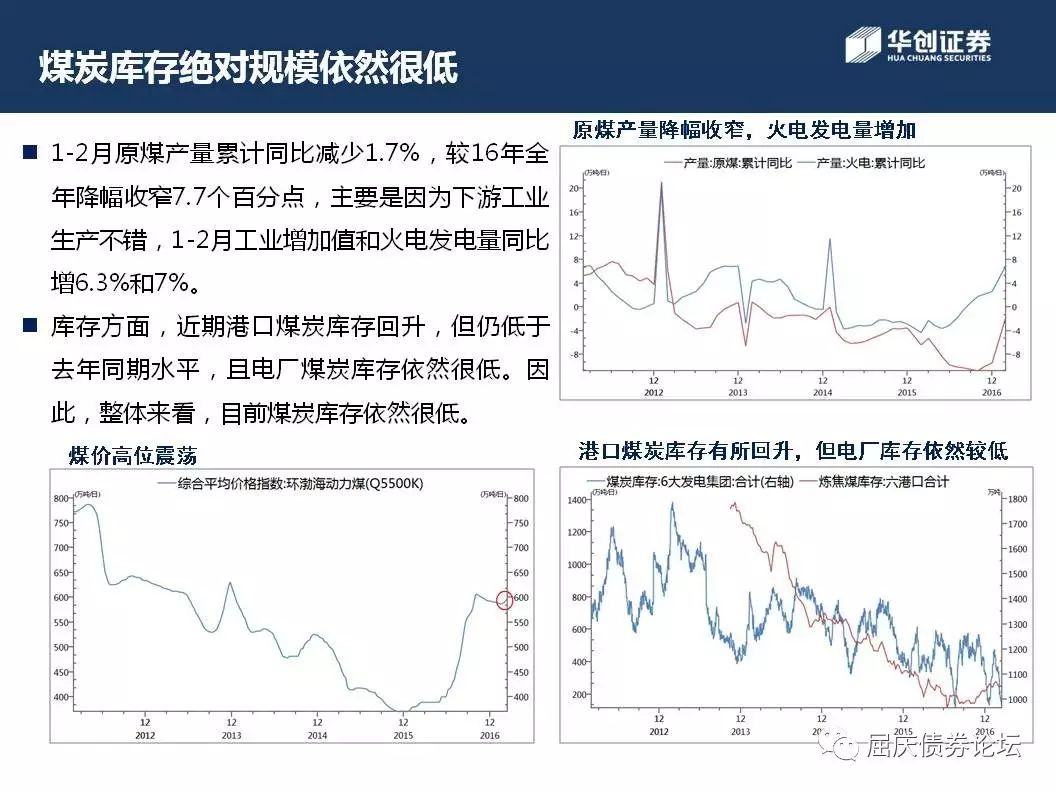 煤炭库存绝对规模依然很低
华创证券
HUA CHUANG SECURITIES
1-2月原煤产量累计同比减少1.7%，较16年全
年降幅收窄7.7个百分点，主要是因为下游工业
生产不错，1-2月工业增加值和火电发电量同比
增6.3%和7%。
库存方面，近期港口煤炭库存回升，但仍低于
去年同期水平，且电厂煤炭库存依然很低。因
此，整体来看，目前煤炭库存依然很低。
原煤产量降幅收窄，火电发电量增加
产量:原煤:累计同比 产量:火电:累计同比
(万吨/日) (万吨/日)
20 20
16 16
12 12
8 8
4 4
0 0
-4 -4
-8 -8
12 12 12 12 12
2012 2013 2014 2015 2016
煤价高位震荡
综合平均价格指数:环渤海动力煤(Q5500K)
(万吨/日) (万吨/日)
800 800
750 750
700 700
650 650
600 600
550 550
500 500
450 450
400 400
12 12 12 12 12
2012 2013 2014 2015 2016
港口煤炭库存有所回升，但电厂库存依然较低
煤炭库存:6大发电集团:合计(右轴) 炼焦煤库存:六港口合计
(万吨/日) 万吨
1400 1800
1700
1200 1600
1000 1500
800 1400
600 1300
400 1200
1100
200 1000
12 12 12 12 12
2012 2013 2014 2015 2016
屈庆债券论坛